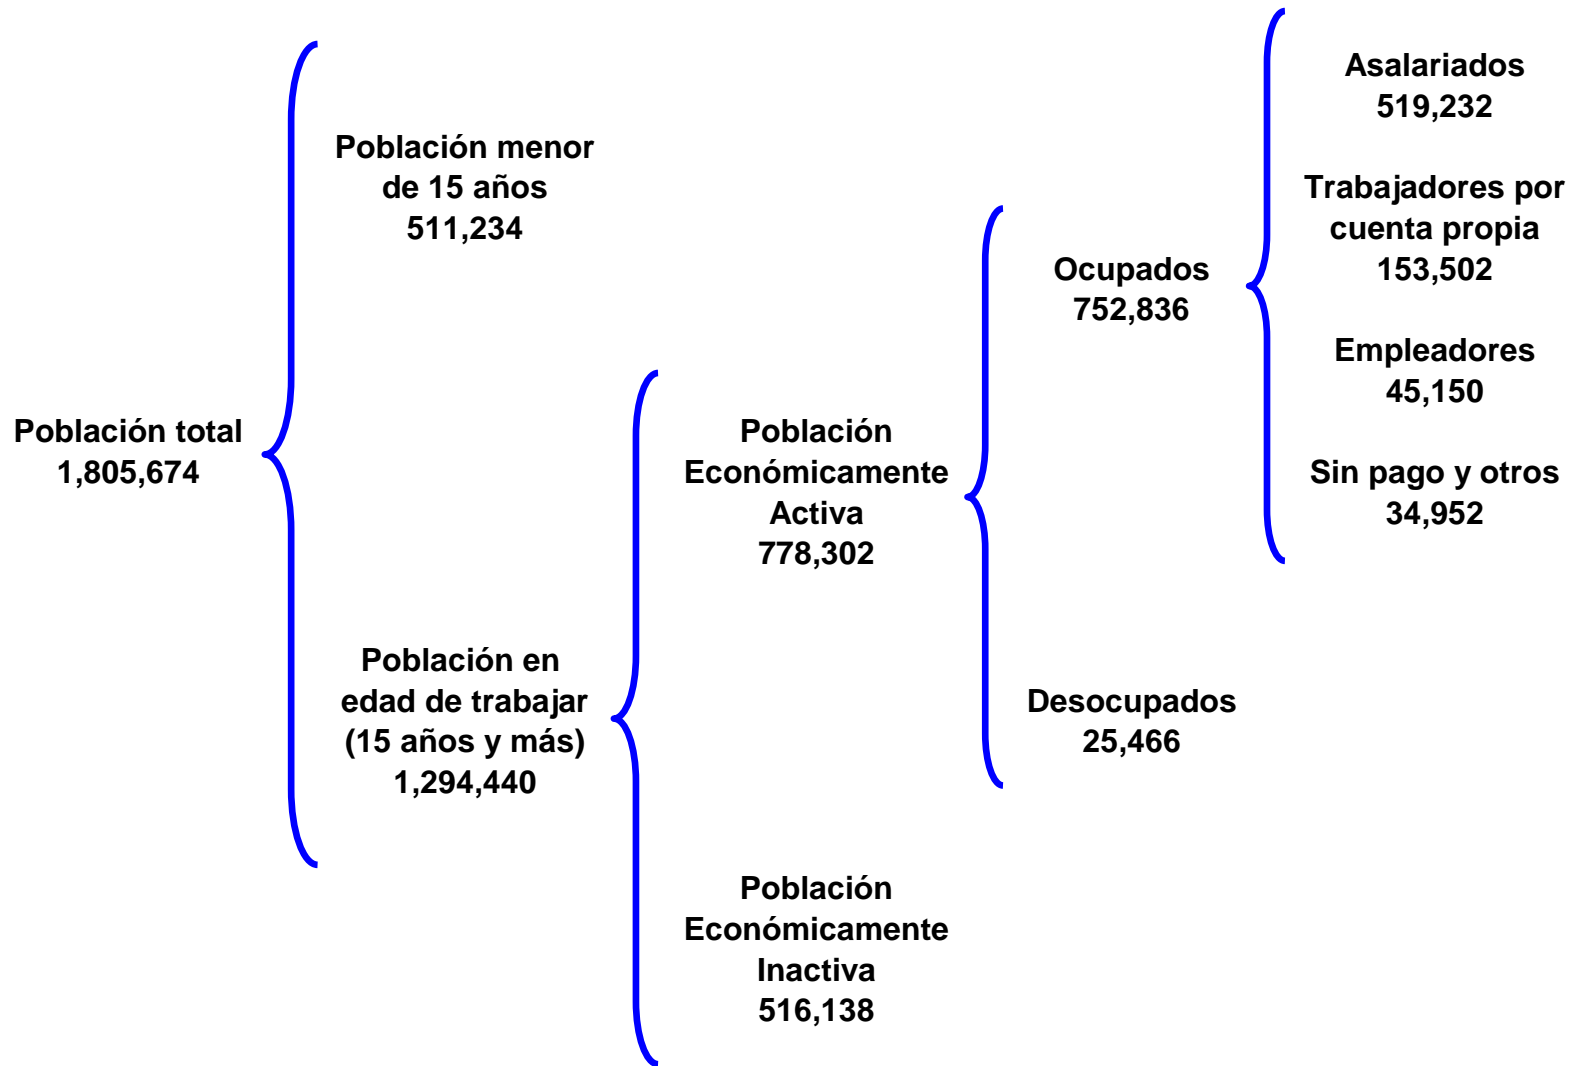 Población total
1,805,674
Población menor
de 15 años
511,234
Población en
edad de trabajar
(15 años y más)
1,294,440
Población
Económicamente
Activa
778,302
Población
Económicamente
Inactiva
516,138
Ocupados
752,836
Desocupados
25,466
Asalariados
519,232
Trabajadores por
cuenta propia
153,502
Empleadores
45,150
Sin pago y otros
34,952